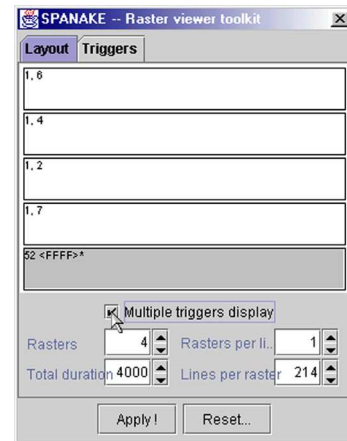 SPANAKE -- Raster viewer toolkit
Layout Triggers
1, 6
1, 4
1, 2
1, 7
52 <FFFF>*
Multiple triggers display
Rasters 4 Rasters per li.. 1
Total duration 4000 Lines per raster 214
Apply! Reset...